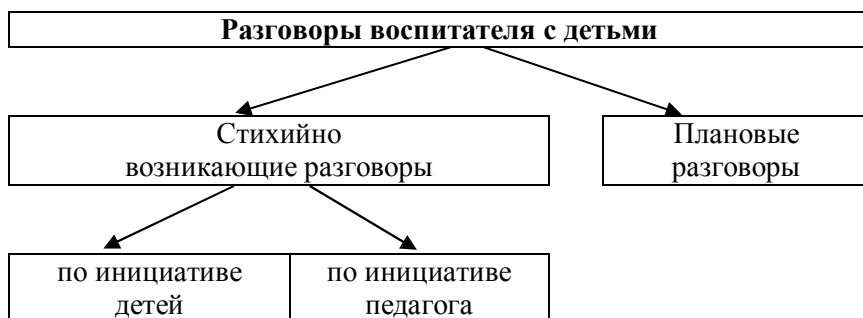 Разговоры воспитателя с детьми
Стихийно
возникающие разговоры
Плановые
разговоры
по инициативе
детей
по инициативе
педагога